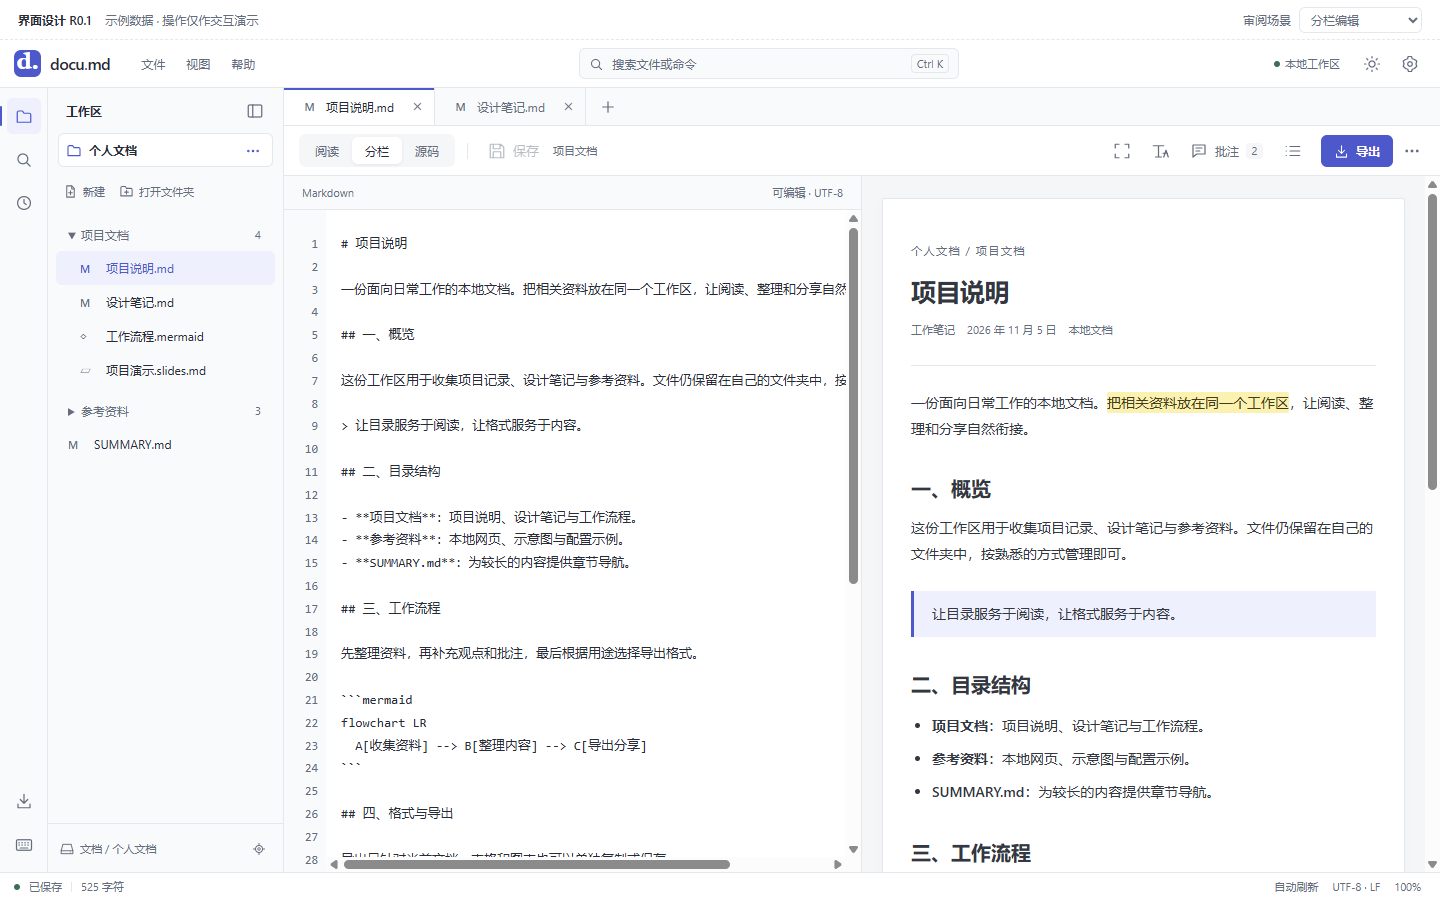 界面设计 R0.1 示例数据 · 操作仅作交互演示 审阅场景 分栏编辑
d. docu.md 文件 视图 帮助 搜索文件或命令 Ctrl K 本地工作区
工作区
个人文档
新建 打开文件夹
项目文档 4
M 项目说明.md
M 设计笔记.md
工作流程.mermaid
项目演示.slides.md
参考资料 3
M SUMMARY.md
文档 / 个人文档
M 项目说明.md M 设计笔记.md
阅读 分栏 源码 保存 项目文档 批注 2 导出
Markdown 可编辑 · UTF-8
1 # 项目说明
2
3 一份面向日常工作的本地文档。把相关资料放在同一个工作区，让阅读、整理和分享自然
4
5 ## 一、概览
6
7 这份工作区用于收集项目记录、设计笔记与参考资料。文件仍保留在自己的文件夹中，按
8
9 > 让目录服务于阅读，让格式服务于内容。
10
11 ## 二、目录结构
12
13 - **项目文档**：项目说明、设计笔记与工作流程。
14 - **参考资料**：本地网页、示意图与配置示例。
15 - **SUMMARY.md**：为较长的内容提供章节导航。
16
17 ## 三、工作流程
18
19 先整理资料，再补充观点和批注，最后根据用途选择导出格式。
20
21 ```mermaid
22 flowchart LR
23 A[收集资料] --> B[整理内容] --> C[导出分享]
24 ```
25
26 ## 四、格式与导出
27
28
个人文档 / 项目文档
项目说明
工作笔记 2026 年 11 月 5 日 本地文档
一份面向日常工作的本地文档。把相关资料放在同一个工作区，让阅读、整
理和分享自然衔接。
一、概览
这份工作区用于收集项目记录、设计笔记与参考资料。文件仍保留在自己的
文件夹中，按熟悉的方式管理即可。
让目录服务于阅读，让格式服务于内容。
二、目录结构
• 项目文档：项目说明、设计笔记与工作流程。
• 参考资料：本地网页、示意图与配置示例。
• SUMMARY.md：为较长的内容提供章节导航。
三、工作流程
已保存 525 字符 自动刷新 UTF-8 · LF 100%